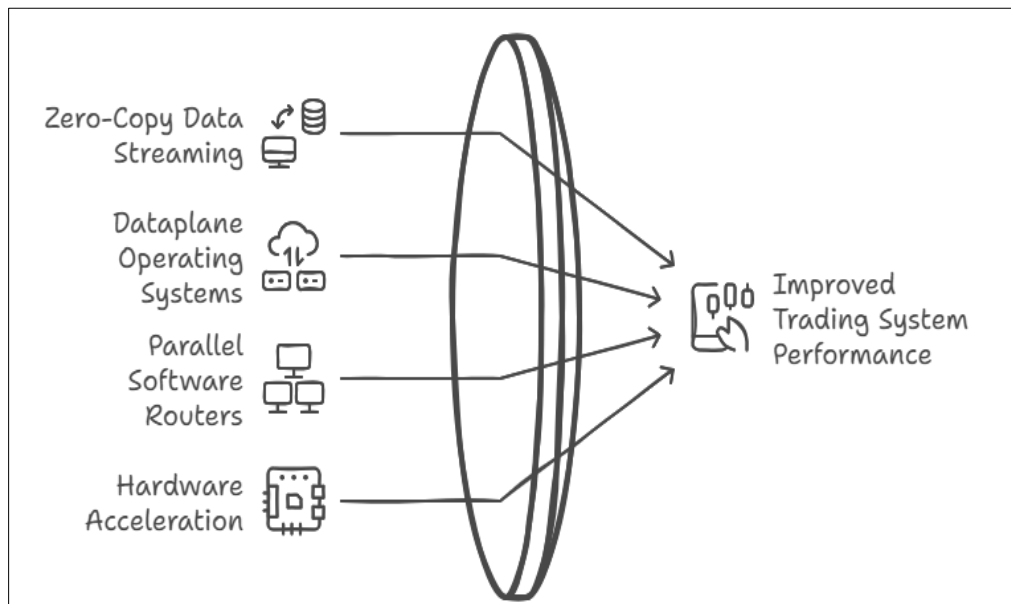 Zero-Copy Data
Streaming
Dataplane
Operating
Systems
Parallel
Software
Routers
Hardware
Acceleration
Improved
Trading System
Performance